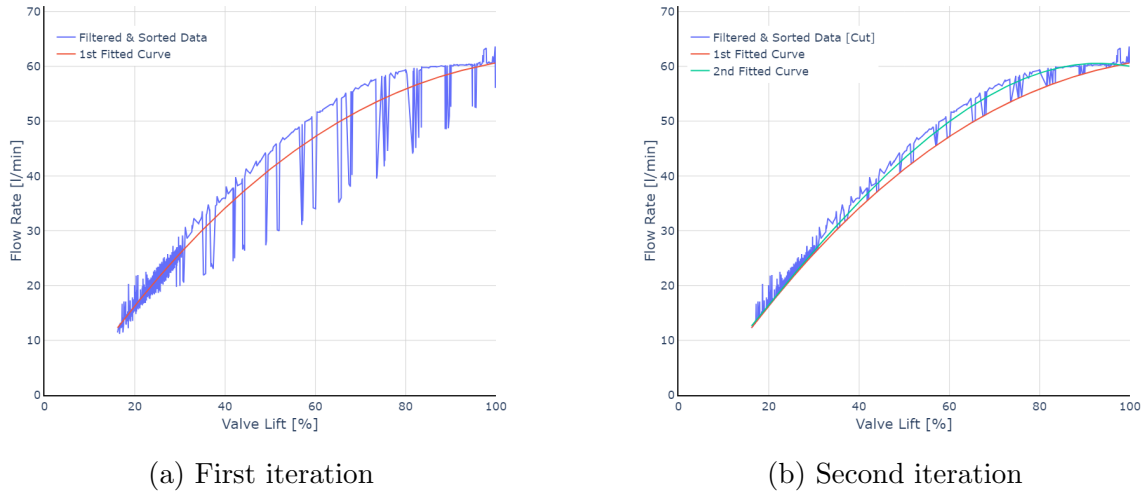 70
60
50
40
30
20
10
0
Flow Rate [l/min]
Filtered & Sorted Data
1st Fitted Curve
0 20 40 60 80 100
Valve Lift [%]
(a) First iteration
70
60
50
40
30
20
10
0
Flow Rate [l/min]
Filtered & Sorted Data [Cut]
1st Fitted Curve
2nd Fitted Curve
0 20 40 60 80 100
Valve Lift [%]
(b) Second iteration